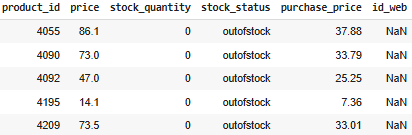 product_id price stock_quantity stock_status purchase_price id_web
4055 86.1 0 outofstock 37.88 NaN
4090 73.0 0 outofstock 33.79 NaN
4092 47.0 0 outofstock 25.25 NaN
4195 14.1 0 outofstock 7.36 NaN
4209 73.5 0 outofstock 33.01 NaN